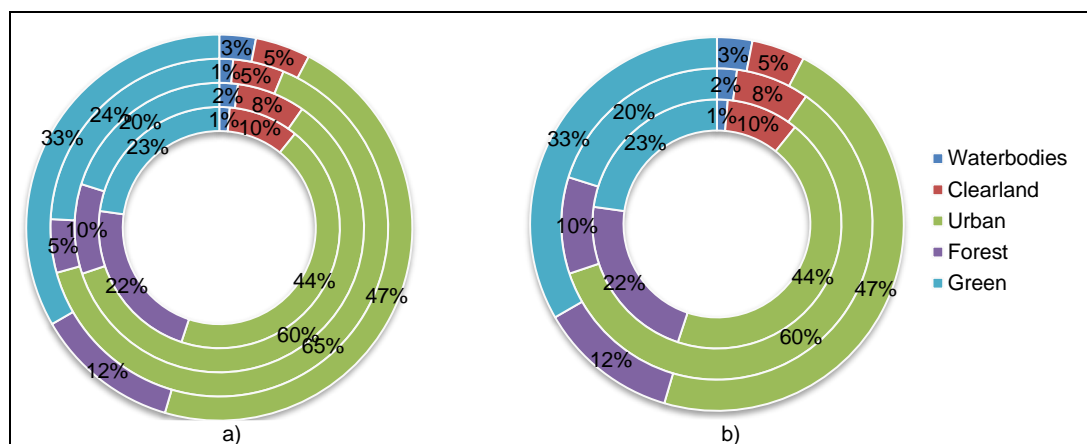 3% 5%
1% 5%
24% 2% 8%
33% 20% 1% 10%
23%
10%
5%
22% 44% 47%
60%
65%
12%
a)
3% 5%
2% 8%
20% 1% 10%
33% 23%
10%
22% 44% 47%
60%
12%
b)
Waterbodies
Clearland
Urban
Forest
Green